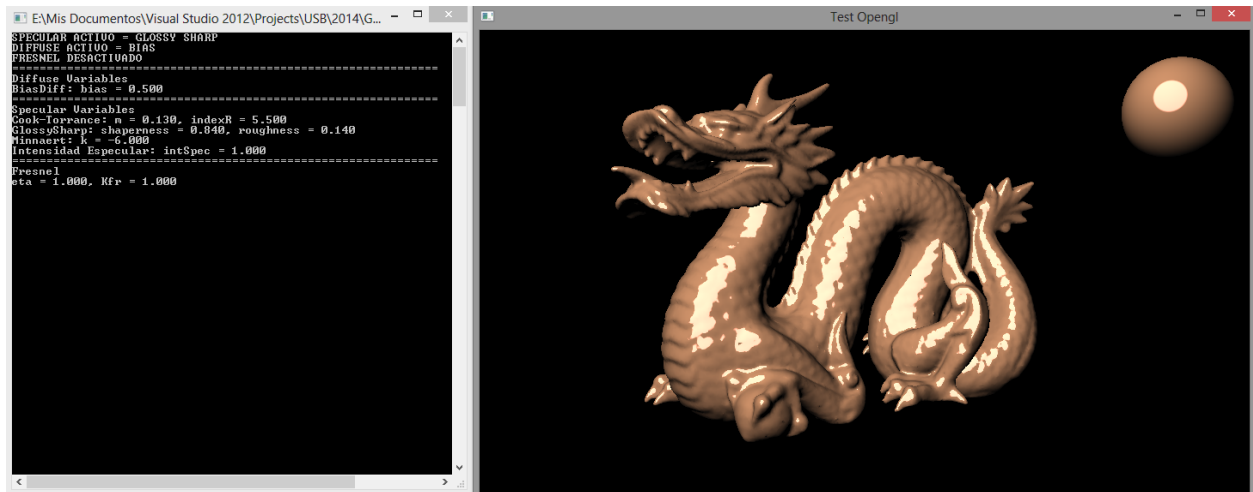 E:\Mis Documentos\Visual Studio 2012\Projects\USB\2014\G...
SPECULAR ACTIVO = GLOSSY SHARP
DIFFUSE ACTIVO = BIAS
FRESNEL DESACTIVADO
================================================================
Diffuse Variables
BiasDiff: bias = 0.500
================================================================
Specular Variables
Cook-Torrance: m = 0.130, indexR = 5.500
GlossySharp: shaperness = 0.840, roughness = 0.140
Minnaert: k = -6.000
Intensidad Especular: intSpec = 1.000
================================================================
Fresnel
eta = 1.000, Kfr = 1.000
Test Opengl